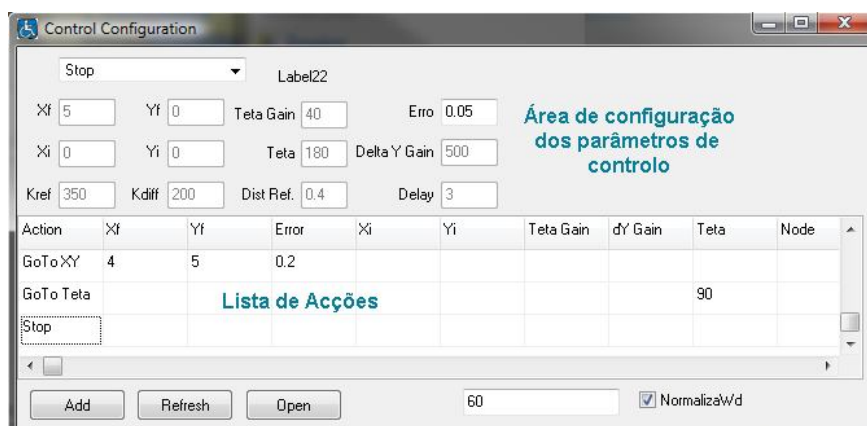 Control Configuration
Stop Label22
Xf 5 Yf 0 Teta Gain 40 Erro 0.05
Área de configuração
dos parâmetros de
controlo
Xi 0 Yi 0 Teta 180 Delta Y Gain 500
Kref 350 Kdiff 200 Dist Ref. 0.4 Delay 3
Action Xf Yf Error Xi Yi Teta Gain dY Gain Teta Node
GoTo XY 4 5 0.2
GoTo Teta 90
Lista de Acções
Stop
Add Refresh Open 60 NormalizaWd